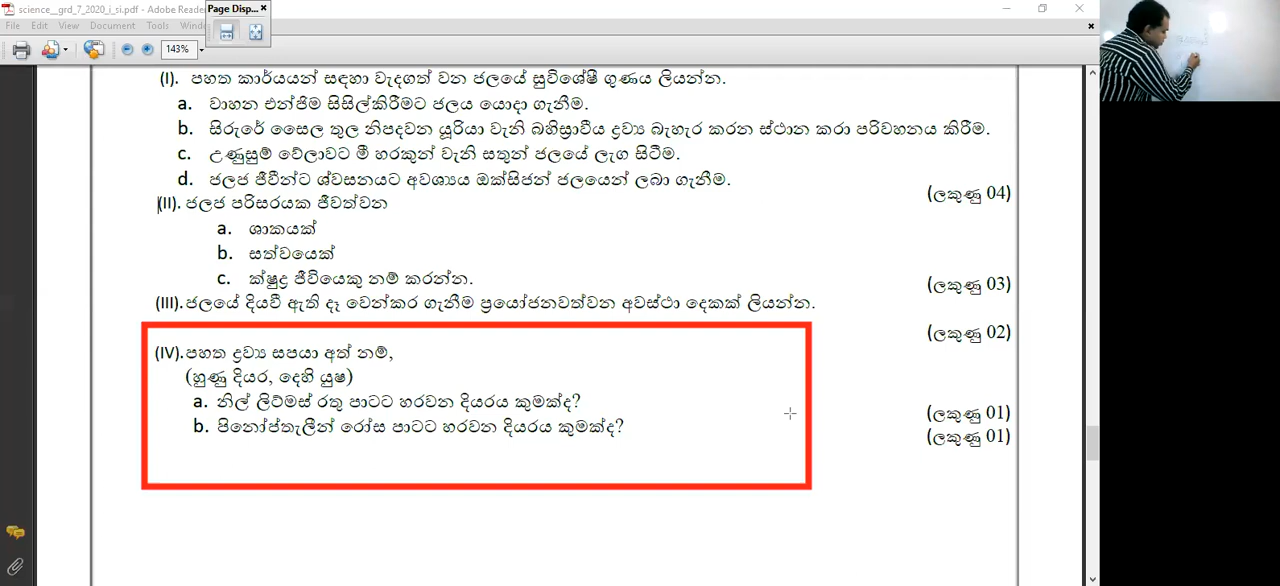 science__grd_7_2020_i_si.pdf - Adobe Reader
Page Disp...
File Edit View Document Tools Window
143%
(I). පහත කාර්යයන් සඳහා වැදගත් වන ජලයේ සුවිශේෂී ගුණය ලියන්න.
a. වාහන එන්ජිම සිසිල්කිරීමට ජලය යොදා ගැනීම.
b. සිරුරේ සෛල තුල නිපදවන යූරියා වැනි බහිස්‍රාවීය ද්‍රව්‍ය බැහැර කරන ස්ථාන කරා පරිවහනය කිරීම.
c. උණුසුම් වේලාවට මී හරකුන් වැනි සතුන් ජලයේ ලැග සිටීම.
d. ජලජ ජීවීන්ට ශ්වසනයට අවශ්‍යය ඔක්සිජන් ජලයෙන් ලබා ගැනීම.
(ලකුණු 04)
(II). ජලජ පරිසරයක ජීවත්වන
a. ශාකයක්
b. සත්වයෙක්
c. ක්ෂුද්‍ර ජීවියෙකු නම් කරන්න.
(ලකුණු 03)
(III). ජලයේ දියවී ඇති දෑ වෙන්කර ගැනීම ප්‍රයෝජනවත්වන අවස්ථා දෙකක් ලියන්න.
(ලකුණු 02)
(IV). පහත ද්‍රව්‍ය සපයා අත් නම්,
(හුණු දියර, දෙහි යුෂ)
a. නිල් ලිට්මස් රතු පාටට හරවන දියරය කුමක්ද?
(ලකුණු 01)
b. පිනෝප්තැලීන් රෝස පාටට හරවන දියරය කුමක්ද?
(ලකුණු 01)